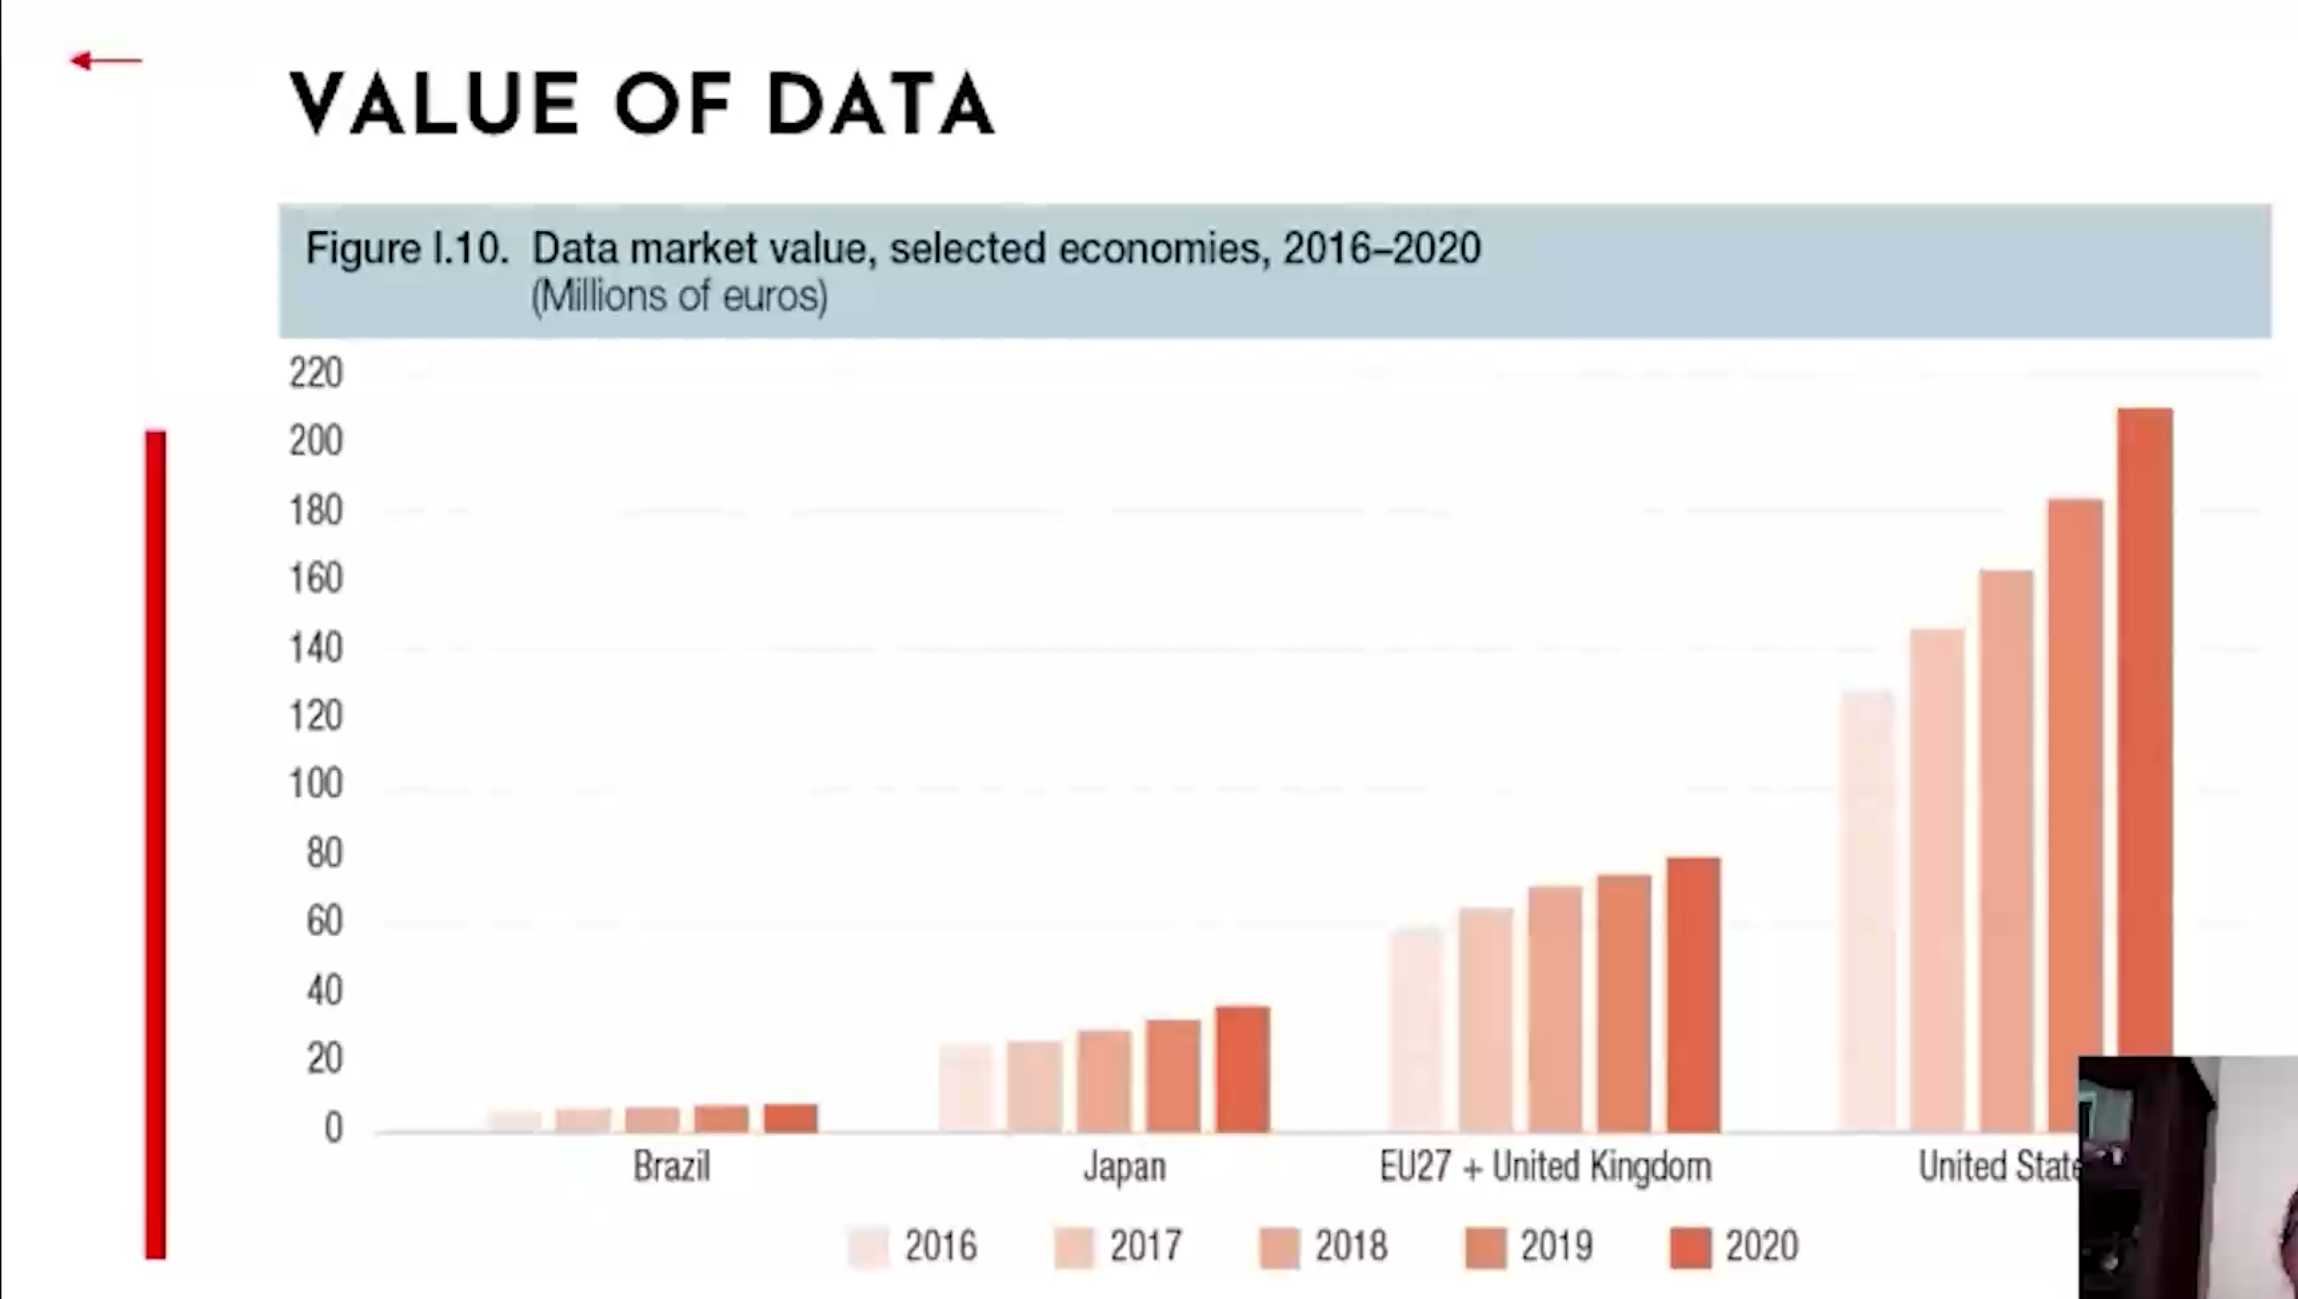 VALUE OF DATA
Figure I.10. Data market value, selected economies, 2016–2020
(Millions of euros)
220
200
180
160
140
120
100
80
60
40
20
0
Brazil Japan EU27 + United Kingdom United State
2016 2017 2018 2019 2020